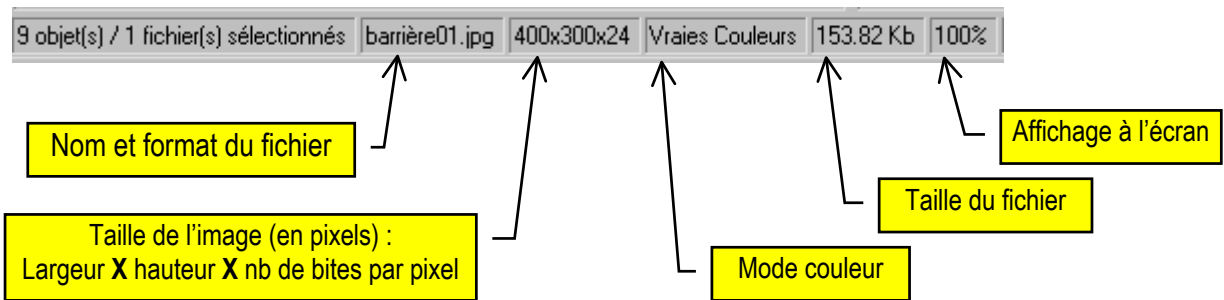 9 objet(s) / 1 fichier(s) sélectionnés barrière01.jpg 400x300x24 Vraies Couleurs 153.82 Kb 100%
Nom et format du fichier
Affichage à l'écran
Taille du fichier
Taille de l'image (en pixels) :
Largeur X hauteur X nb de bites par pixel
Mode couleur